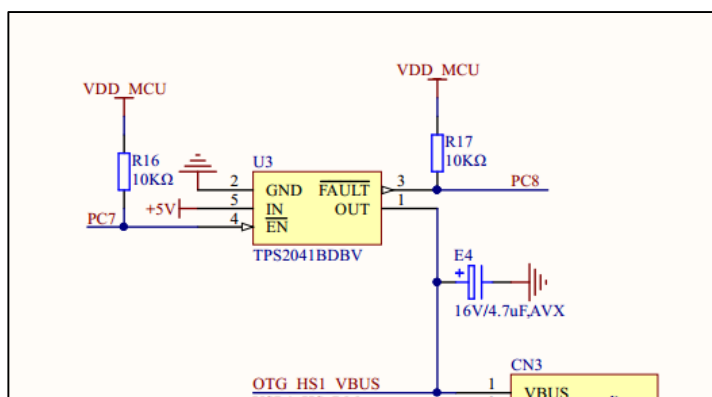 VDD_MCU
VDD_MCU
R16
10KΩ
R17
10KΩ
U3
2
GND
FAULT
3
PC8
+5V
5
IN
OUT
1
PC7
4
EN
TPS2041BDBV
E4
+
16V/4.7uF,AVX
CN3
OTG_HS1_VBUS
1
VBUS